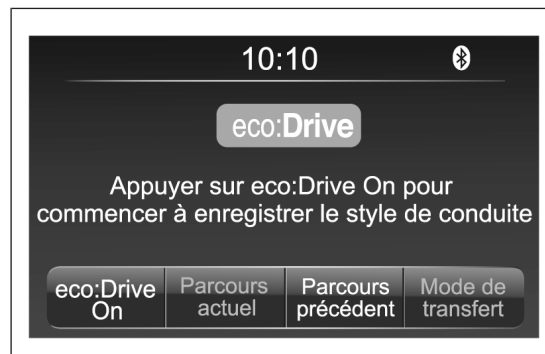 10:10
eco:Drive
Appuyer sur eco:Drive On pour
commencer à enregistrer le style de conduite
eco:Drive On
Parcours actuel
Parcours précédent
Mode de transfert